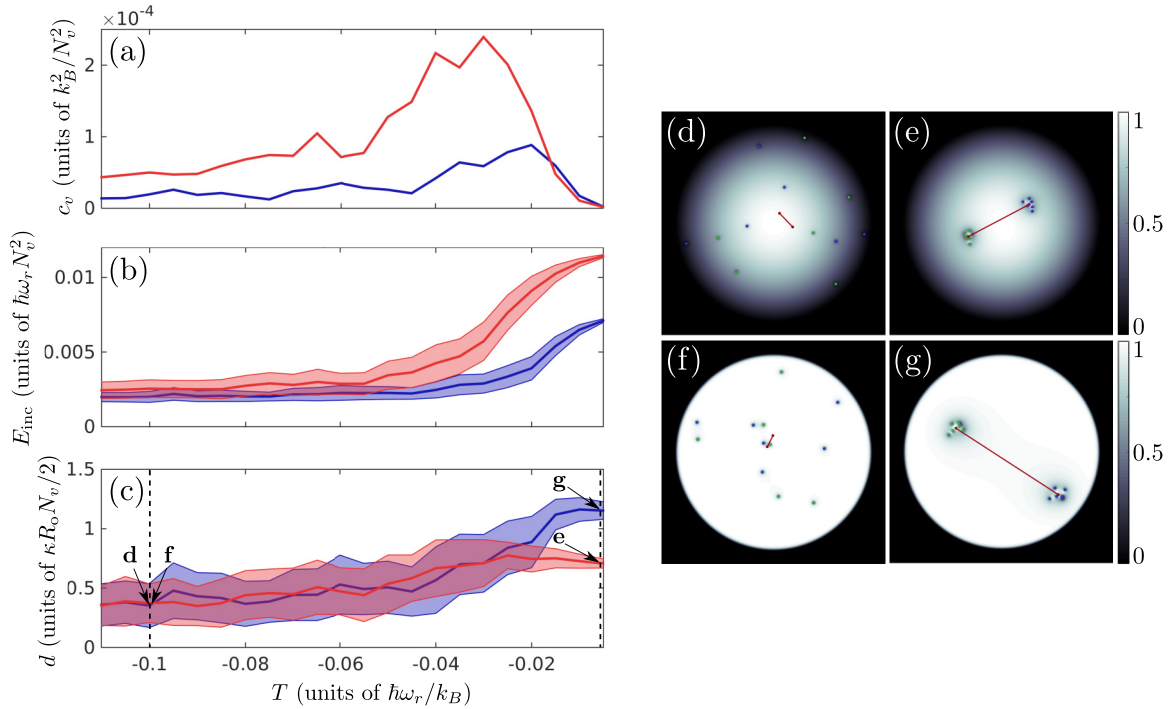 ×10⁻⁴
(a)
2
1
0
c_v (units of k_B²/N_v²)
(b)
0.01
0.005
0
E_inc (units of ħω_r N_v²)
(c)
1.5
1
0.5
0
d (units of κR_o N_v/2)
d
f
g
e
-0.1
-0.08
-0.06
-0.04
-0.02
T (units of ħω_r/k_B)
(d)
(e)
1
0.5
0
(f)
(g)
1
0.5
0